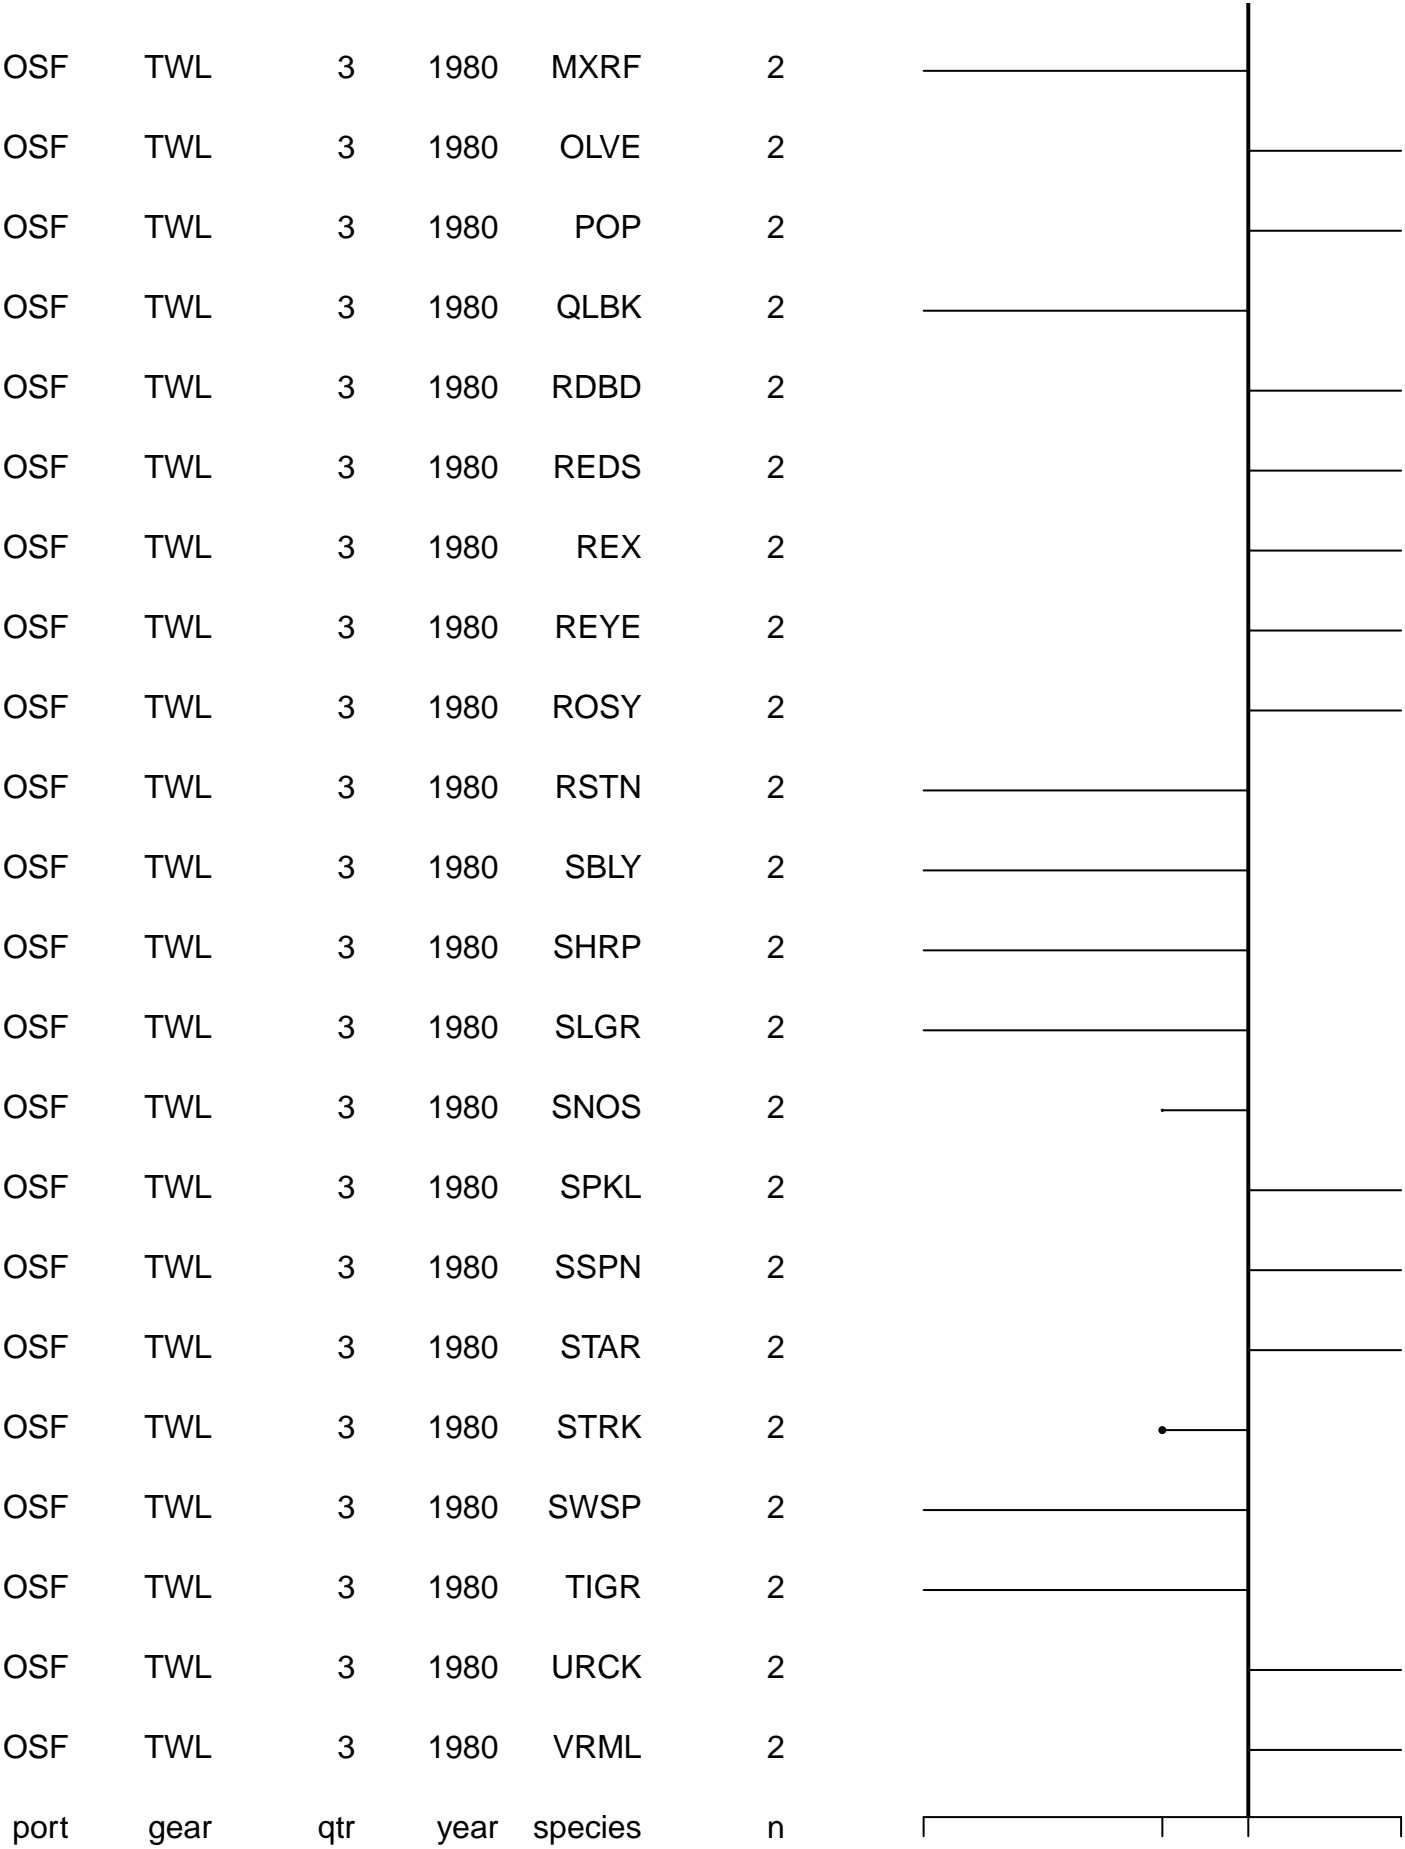 OSF TWL 3 1980 MXRF 2
OSF TWL 3 1980 OLVE 2
OSF TWL 3 1980 POP 2
OSF TWL 3 1980 QLBK 2
OSF TWL 3 1980 RDBD 2
OSF TWL 3 1980 REDS 2
OSF TWL 3 1980 REX 2
OSF TWL 3 1980 REYE 2
OSF TWL 3 1980 ROSY 2
OSF TWL 3 1980 RSTN 2
OSF TWL 3 1980 SBLY 2
OSF TWL 3 1980 SHRP 2
OSF TWL 3 1980 SLGR 2
OSF TWL 3 1980 SNOS 2
OSF TWL 3 1980 SPKL 2
OSF TWL 3 1980 SSPN 2
OSF TWL 3 1980 STAR 2
OSF TWL 3 1980 STRK 2
OSF TWL 3 1980 SWSP 2
OSF TWL 3 1980 TIGR 2
OSF TWL 3 1980 URCK 2
OSF TWL 3 1980 VRML 2
port gear qtr year species n